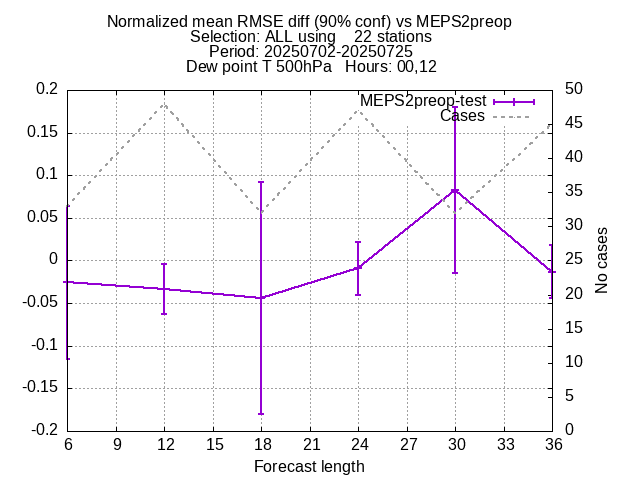 Normalized mean RMSE diff (90% conf) vs MEPS2preop
Selection: ALL using    22 stations
Period: 20250702-20250725
Dew point T 500hPa   Hours: 00,12
MEPS2preop-test
Cases
0.2
0.15
0.1
0.05
0
-0.05
-0.1
-0.15
-0.2
50
45
40
35
30
25
20
15
10
5
0
No cases
6 9 12 15 18 21 24 27 30 33 36
Forecast length